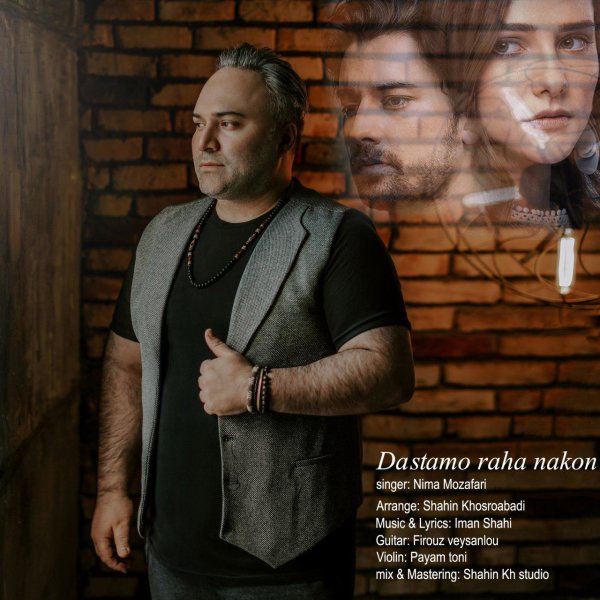 Dastamo raha nakon
singer: Nima Mozafari
Arrange: Shahin Khosroabadi
Music & Lyrics: Iman Shahi
Guitar: Firouz veysanlou
Violin: Payam toni
mix & Mastering: Shahin Kh studio